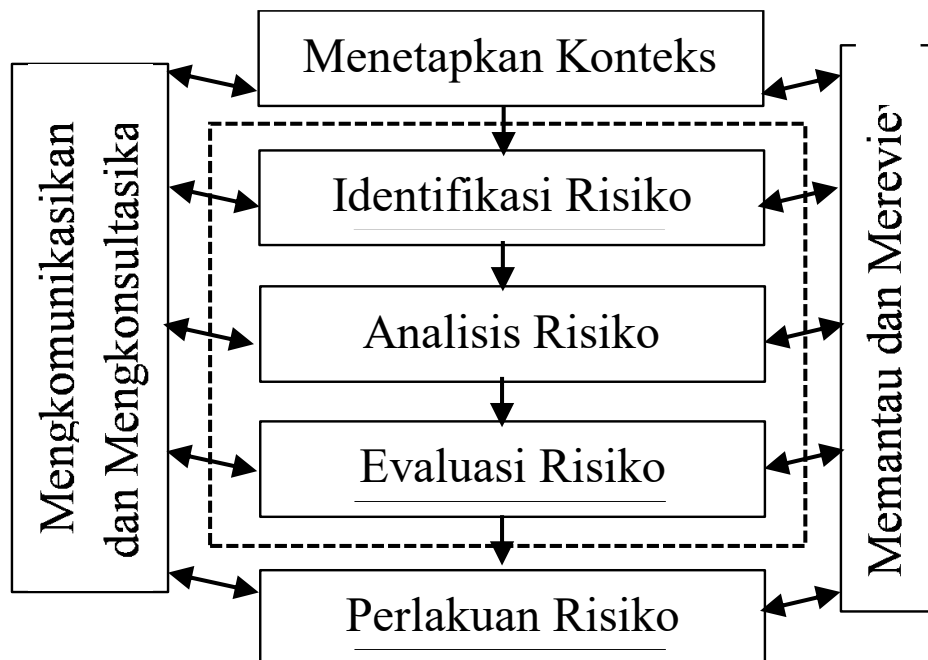 Menetapkan Konteks
Mengkomunikasikan
dan Mengkonsultasika
Identifikasi Risiko
Analisis Risiko
Evaluasi Risiko
Perlakuan Risiko
Memantau dan Merevie